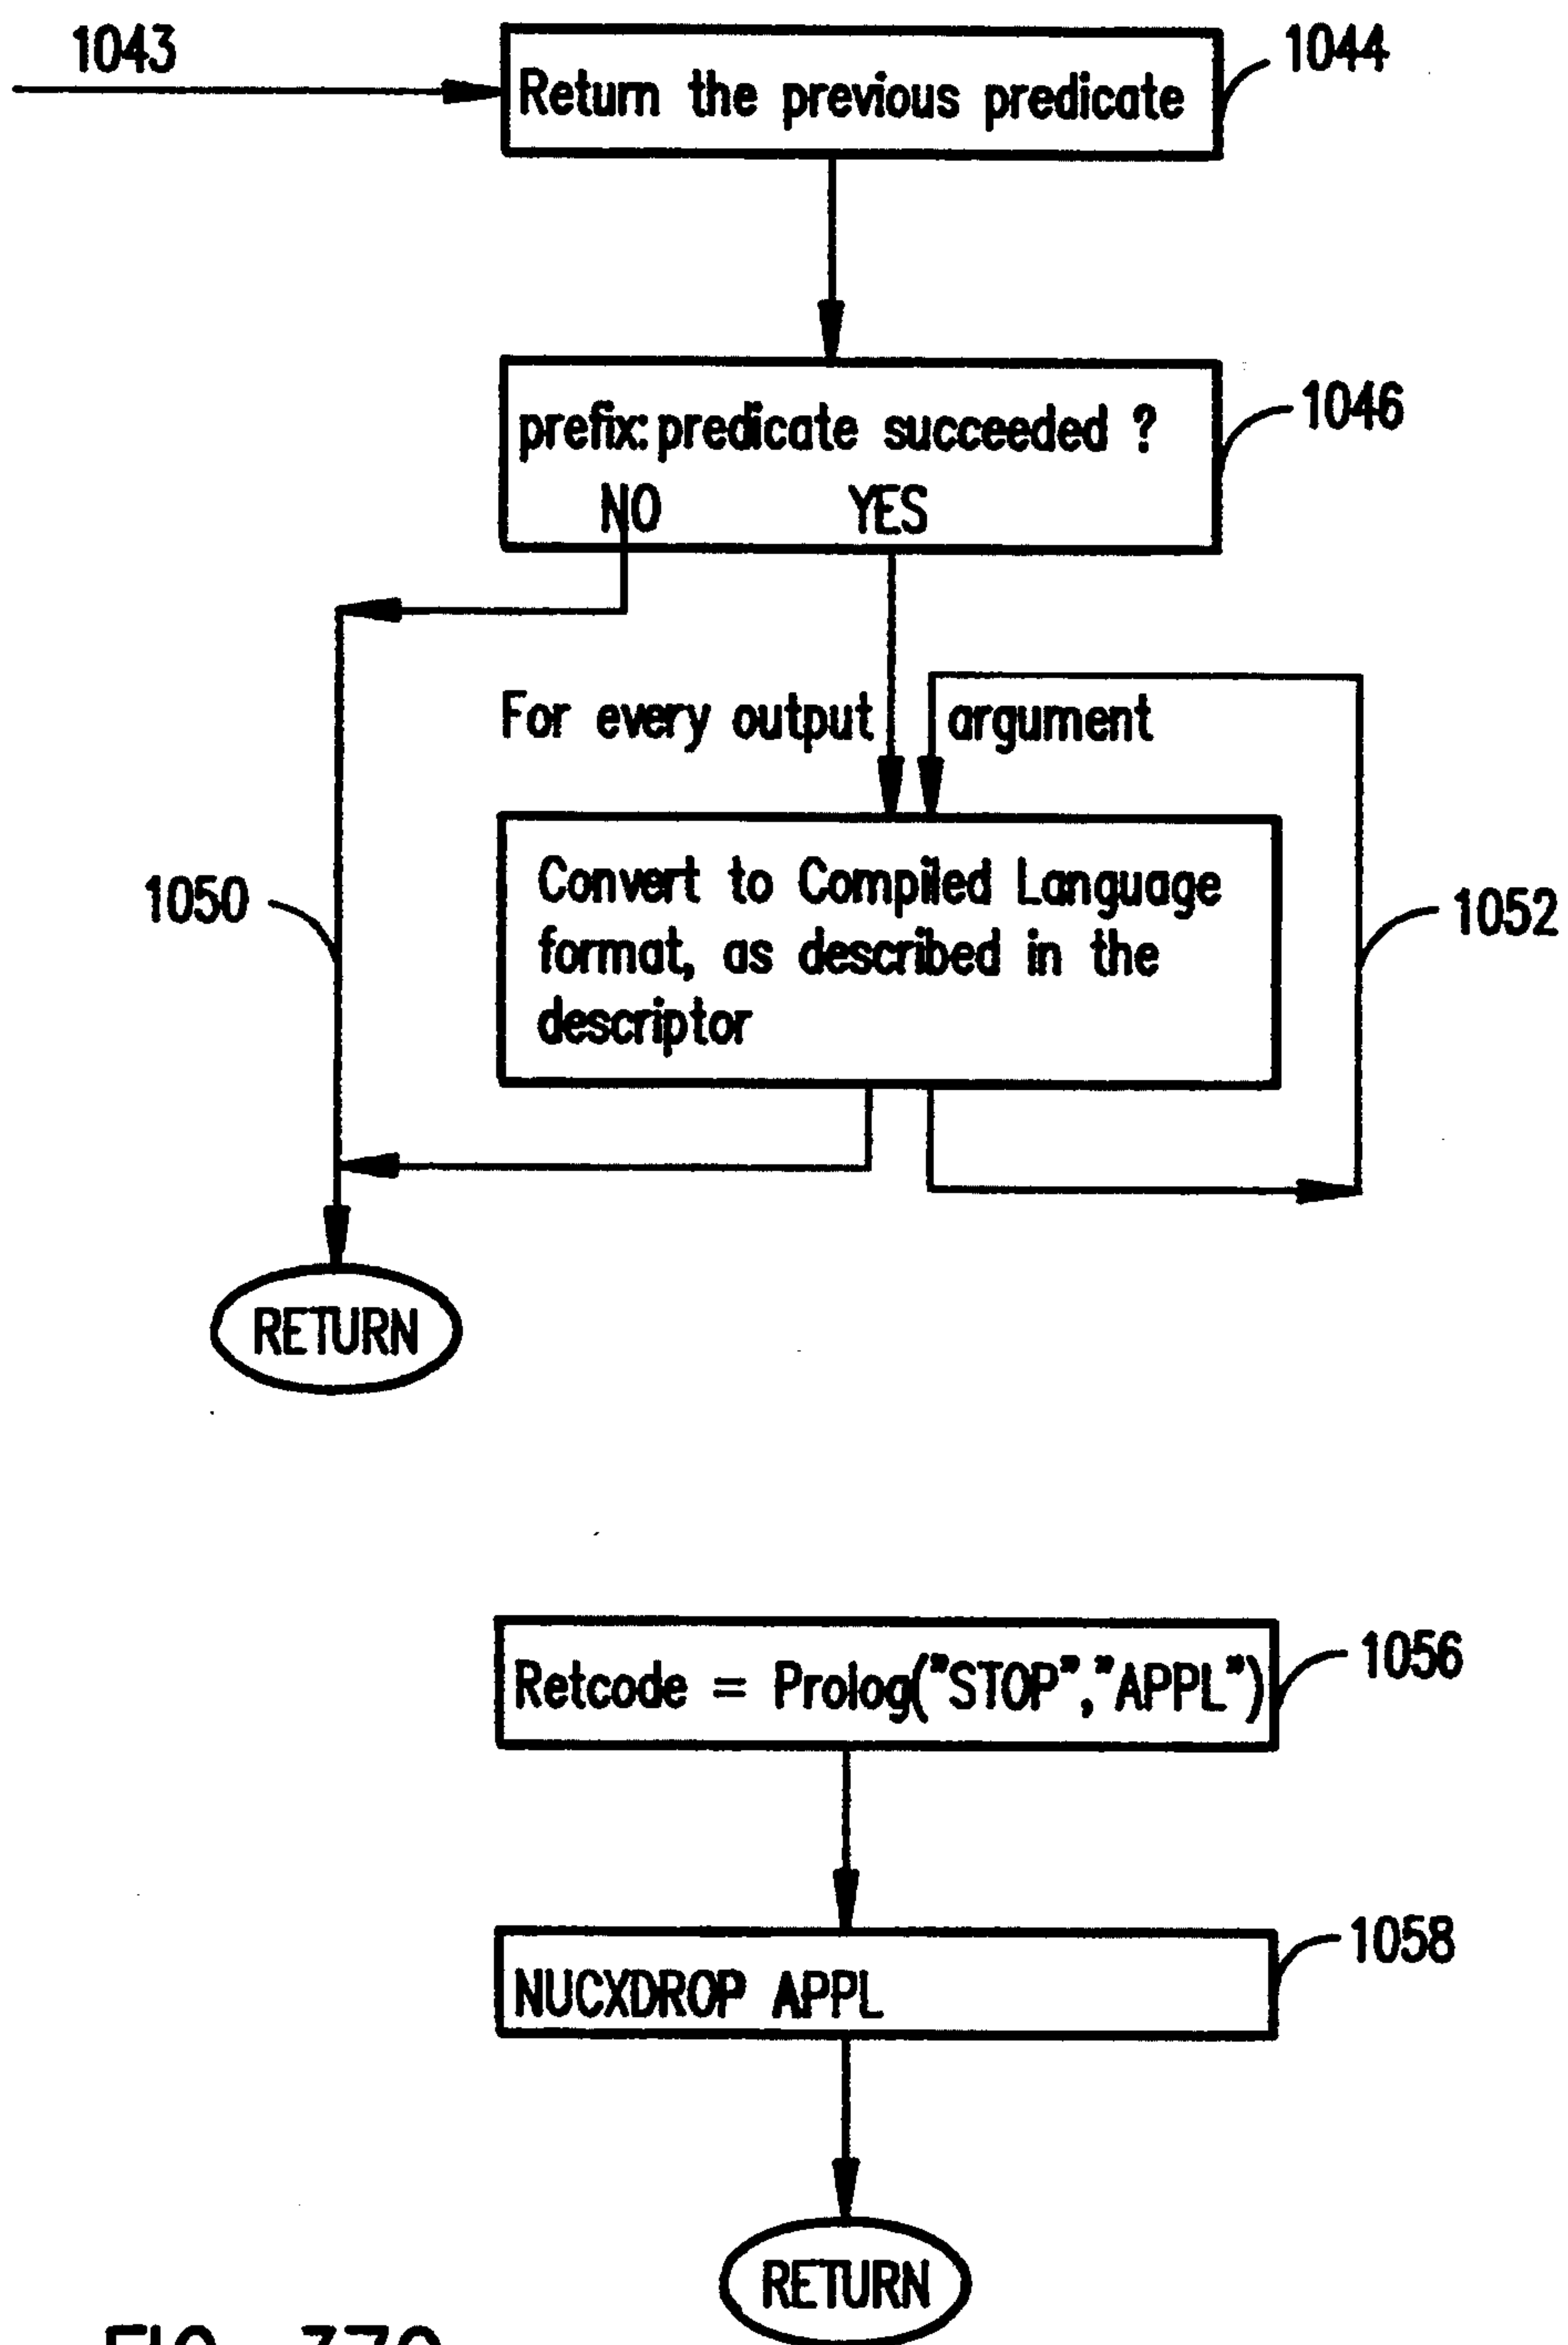 1043
1044
Return the previous predicate
1046
prefix: predicate succeeded ?
NO YES
For every output argument
Convert to Compiled Language
format, as described in the
descriptor
1050
1052
RETURN
1056
Retcode = Prolog("STOP","APPL")
1058
NUCXDROP APPL
RETURN